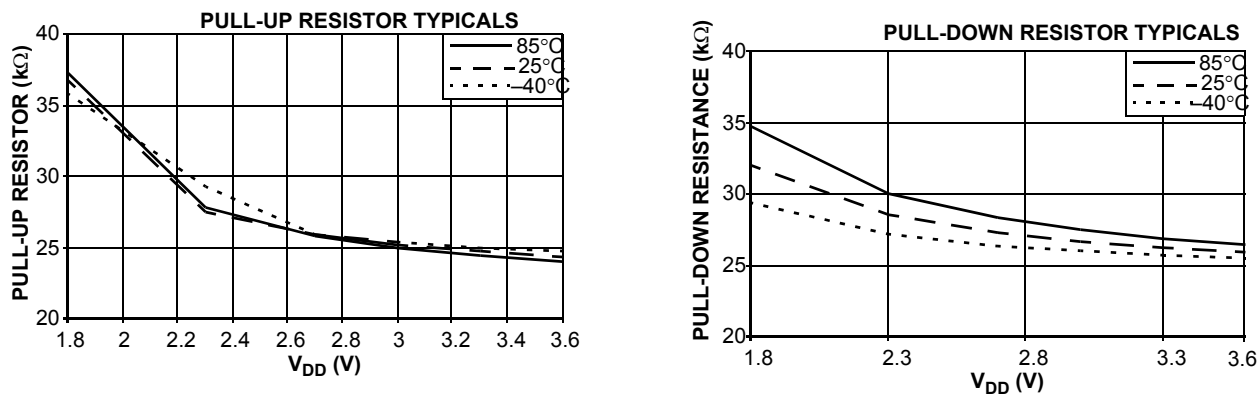 PULL-UP RESISTOR TYPICALS
PULL-UP RESISTOR (kΩ)
40
35
30
25
20
85°C
25°C
–40°C
1.8 2 2.2 2.4 2.6 2.8 3 3.2 3.4 3.6
VDD (V)
PULL-DOWN RESISTOR TYPICALS
PULL-DOWN RESISTANCE (kΩ)
40
35
30
25
20
85°C
25°C
–40°C
1.8 2.3 2.8 3.3 3.6
VDD (V)